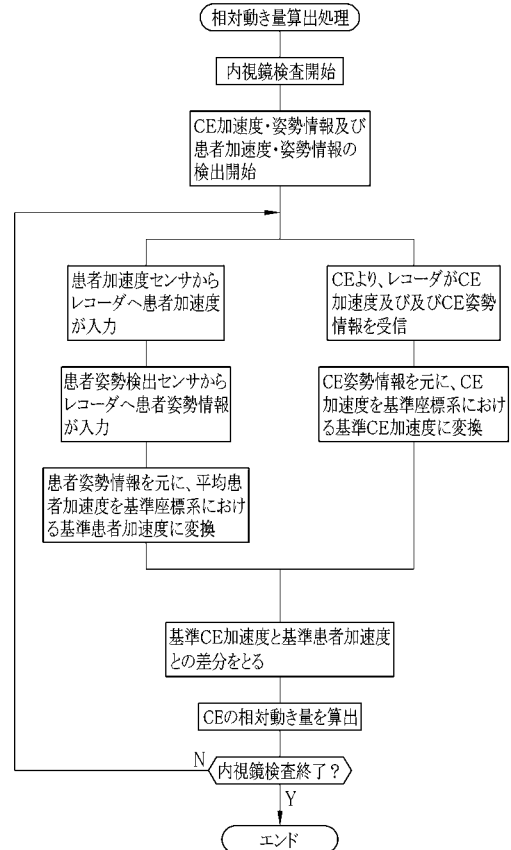 相対動き量算出処理
内視鏡検査開始
CE加速度・姿勢情報及び
患者加速度・姿勢情報の
検出開始
患者加速度センサから
レコーダへ患者加速度
が入力
患者姿勢検出センサから
レコーダへ患者姿勢情報
が入力
患者姿勢情報を元に、平均患
者加速度を基準座標系におけ
る基準患者加速度に変換
CEより、レコーダがCE
加速度及び及びCE姿勢
情報を受信
CE姿勢情報を元に、CE
加速度を基準座標系におけ
る基準CE加速度に変換
基準CE加速度と基準患者加速度
との差分をとる
CEの相対動き量を算出
N
内視鏡検査終了？
Y
エンド